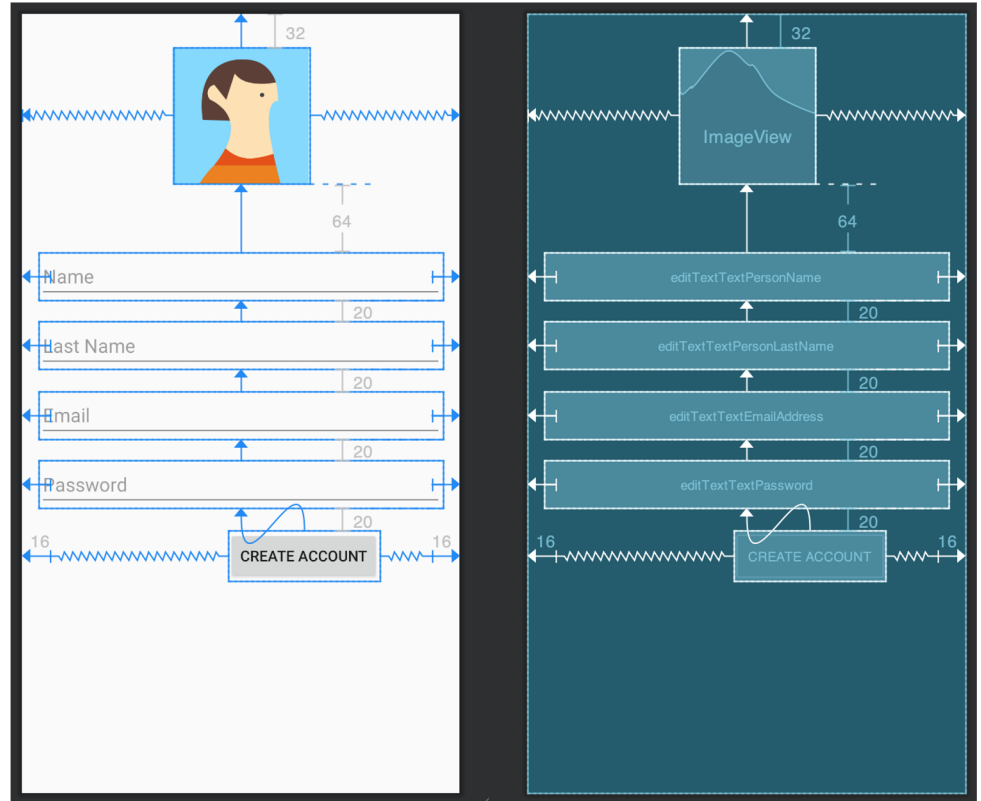 32
64
Name
20
Last Name
20
Email
20
Password
20
16
16
CREATE ACCOUNT
32
ImageView
64
editTextTextPersonName
20
editTextTextPersonLastName
20
editTextTextEmailAddress
20
editTextTextPassword
20
16
16
CREATE ACCOUNT